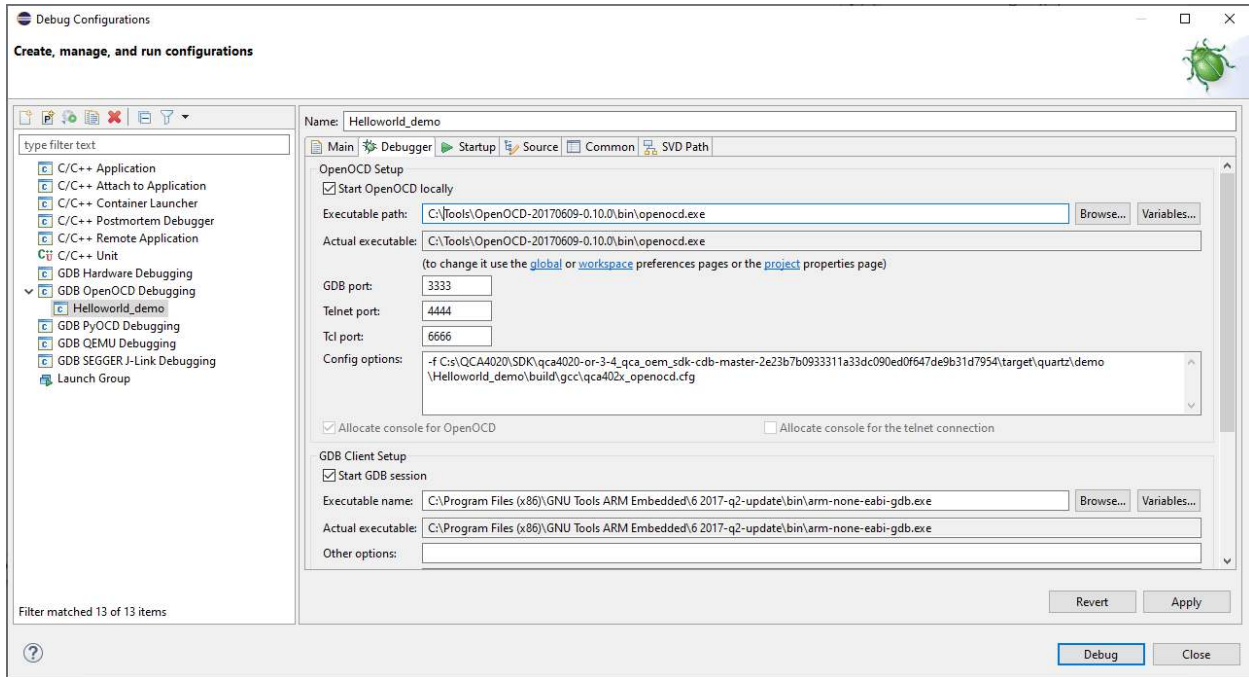 Debug Configurations
Create, manage, and run configurations
type filter text
C/C++ Application
C/C++ Attach to Application
C/C++ Container Launcher
C/C++ Postmortem Debugger
C/C++ Remote Application
C/C++ Unit
GDB Hardware Debugging
GDB OpenOCD Debugging
Helloworld_demo
GDB PyOCD Debugging
GDB QEMU Debugging
GDB SEGGER J-Link Debugging
Launch Group
Filter matched 13 of 13 items
Name: Helloworld_demo
Main Debugger Startup Source Common SVD Path
OpenOCD Setup
Start OpenOCD locally
Executable path: C:\Tools\OpenOCD-20170609-0.10.0\bin\openocd.exe Browse... Variables...
Actual executable: C:\Tools\OpenOCD-20170609-0.10.0\bin\openocd.exe
(to change it use the global or workspace preferences pages or the project properties page)
GDB port: 3333
Telnet port: 4444
Tcl port: 6666
Config options: -f C:s\QCA4020\SDK\qca4020-or-3-4_qca_oem_sdk-cdb-master-2e23b7b0933311a33dc090ed0f647de9b31d7954\target\quartz\demo
\Helloworld_demo\build\gcc\qca402x_openocd.cfg
Allocate console for OpenOCD Allocate console for the telnet connection
GDB Client Setup
Start GDB session
Executable name: C:\Program Files (x86)\GNU Tools ARM Embedded\6 2017-q2-update\bin\arm-none-eabi-gdb.exe Browse... Variables...
Actual executable: C:\Program Files (x86)\GNU Tools ARM Embedded\6 2017-q2-update\bin\arm-none-eabi-gdb.exe
Other options:
Revert Apply
Debug Close